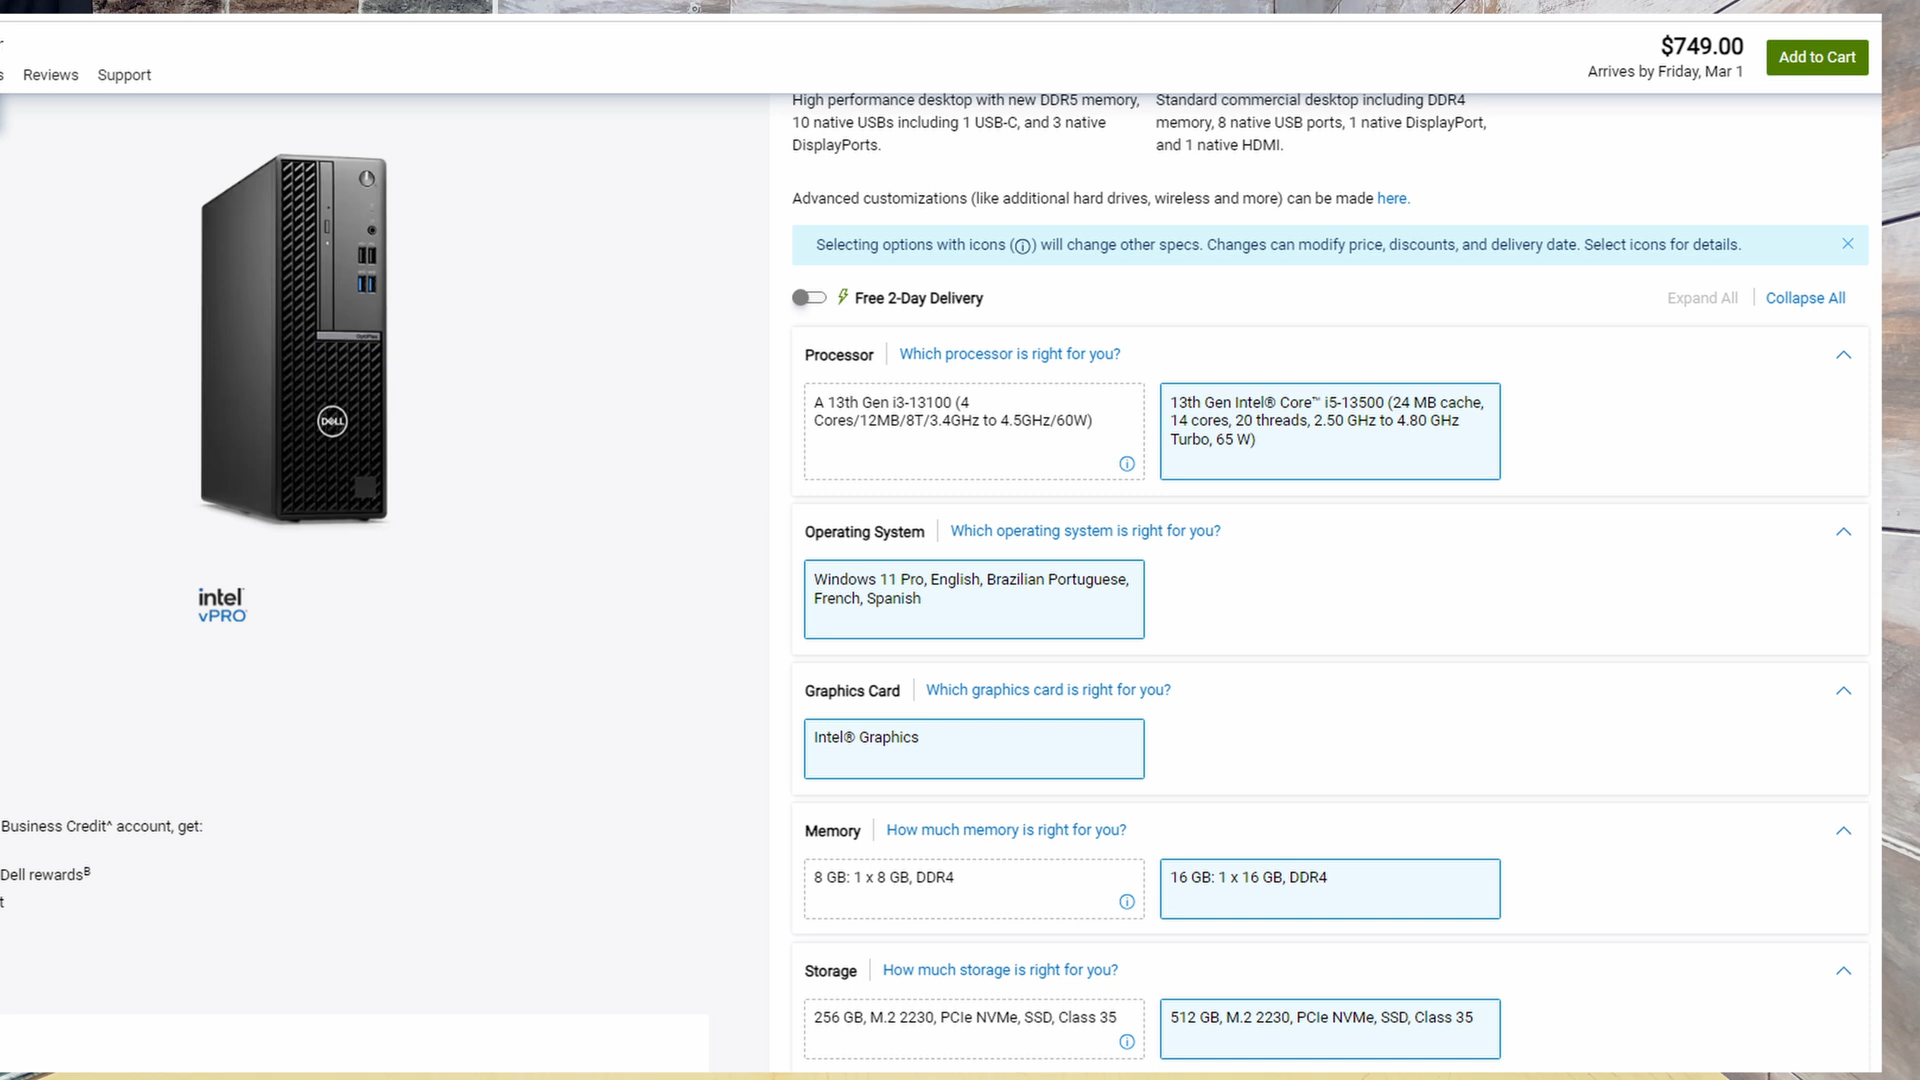 $749.00
Add to Cart
Arrives by Friday, Mar 1
Reviews Support
High performance desktop with new DDR5 memory,
10 native USBs including 1 USB-C, and 3 native
DisplayPorts.
Standard commercial desktop including DDR4
memory, 8 native USB ports, 1 native DisplayPort,
and 1 native HDMI.
Advanced customizations (like additional hard drives, wireless and more) can be made here.
Selecting options with icons (ⓘ) will change other specs. Changes can modify price, discounts, and delivery date. Select icons for details.
Free 2-Day Delivery
Expand All
Collapse All
Processor
Which processor is right for you?
A 13th Gen i3-13100 (4
Cores/12MB/8T/3.4GHz to 4.5GHz/60W)
13th Gen Intel® Core™ i5-13500 (24 MB cache,
14 cores, 20 threads, 2.50 GHz to 4.80 GHz
Turbo, 65 W)
Operating System
Which operating system is right for you?
Windows 11 Pro, English, Brazilian Portuguese,
French, Spanish
Graphics Card
Which graphics card is right for you?
Intel® Graphics
Memory
How much memory is right for you?
8 GB: 1 x 8 GB, DDR4
16 GB: 1 x 16 GB, DDR4
Storage
How much storage is right for you?
256 GB, M.2 2230, PCIe NVMe, SSD, Class 35
512 GB, M.2 2230, PCIe NVMe, SSD, Class 35
OptiPlex
DELL
intel
vPRO
Business Credit^ account, get:
Dell rewardsᴮ